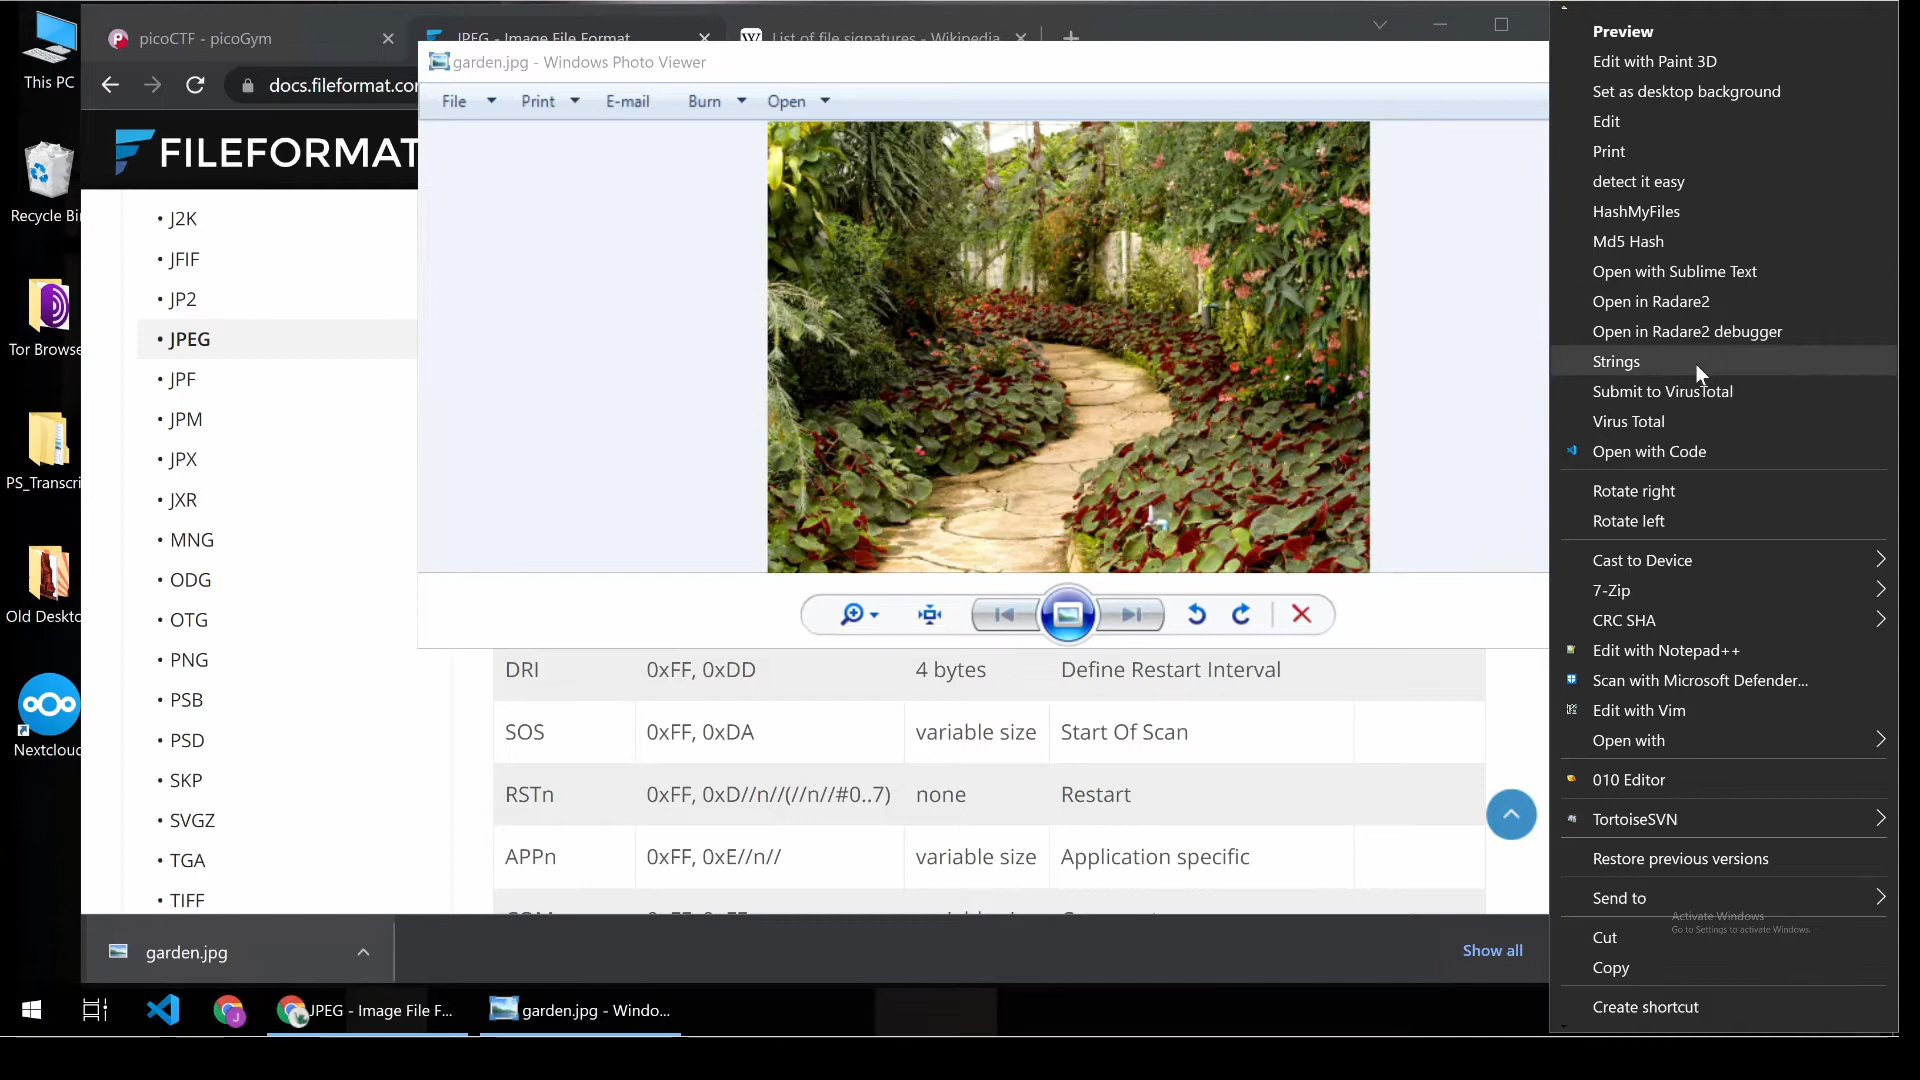 This PC
Recycle Bi
Tor Browse
PS_Transcri
Old Deskto
Nextcloud
picoCTF - picoGym
JPEG - Image File Format
List of file signatures - Wikipedia
docs.fileformat.co
FILEFORMAT
• J2K
• JFIF
• JP2
• JPEG
• JPF
• JPM
• JPX
• JXR
• MNG
• ODG
• OTG
• PNG
• PSB
• PSD
• SKP
• SVGZ
• TGA
• TIFF
garden.jpg - Windows Photo Viewer
File Print E-mail Burn Open
DRI 0xFF, 0xDD 4 bytes Define Restart Interval
SOS 0xFF, 0xDA variable size Start Of Scan
RSTn 0xFF, 0xD//n//(//n//#0..7) none Restart
APPn 0xFF, 0xE//n// variable size Application specific
garden.jpg
Show all
JPEG - Image File F...
garden.jpg - Windo...
Preview
Edit with Paint 3D
Set as desktop background
Edit
Print
detect it easy
HashMyFiles
Md5 Hash
Open with Sublime Text
Open in Radare2
Open in Radare2 debugger
Strings
Submit to VirusTotal
Virus Total
Open with Code
Rotate right
Rotate left
Cast to Device
7-Zip
CRC SHA
Edit with Notepad++
Scan with Microsoft Defender...
Edit with Vim
Open with
010 Editor
TortoiseSVN
Restore previous versions
Send to
Activate Windows
Go to Settings to activate Windows.
Cut
Copy
Create shortcut